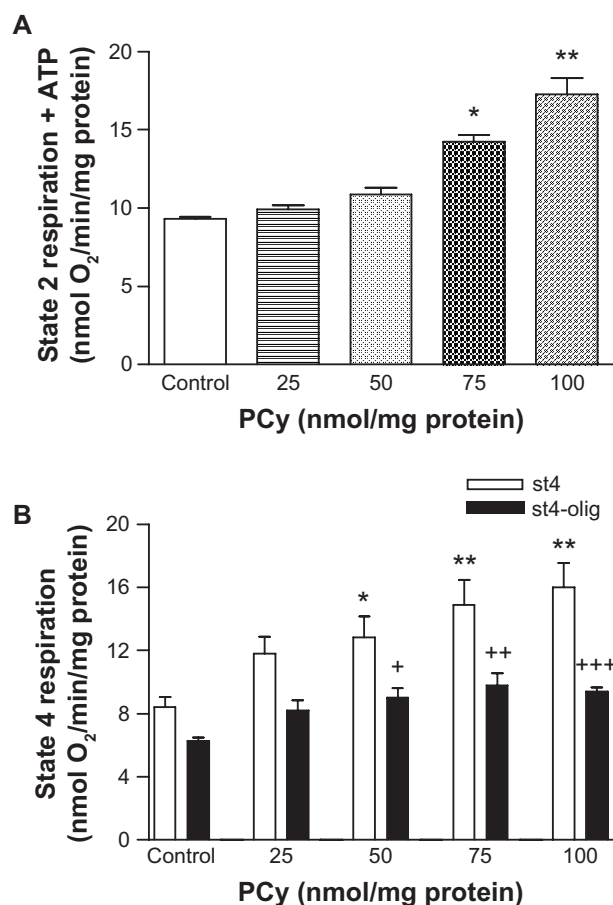 A
State 2 respiration + ATP
(nmol O₂/min/mg protein)
20
15
10
5
0
*
**
Control 25 50 75 100
PCy (nmol/mg protein)
B
st4
st4-olig
State 4 respiration
(nmol O₂/min/mg protein)
20
16
12
8
4
0
* ** **
+ ++ +++
Control 25 50 75 100
PCy (nmol/mg protein)